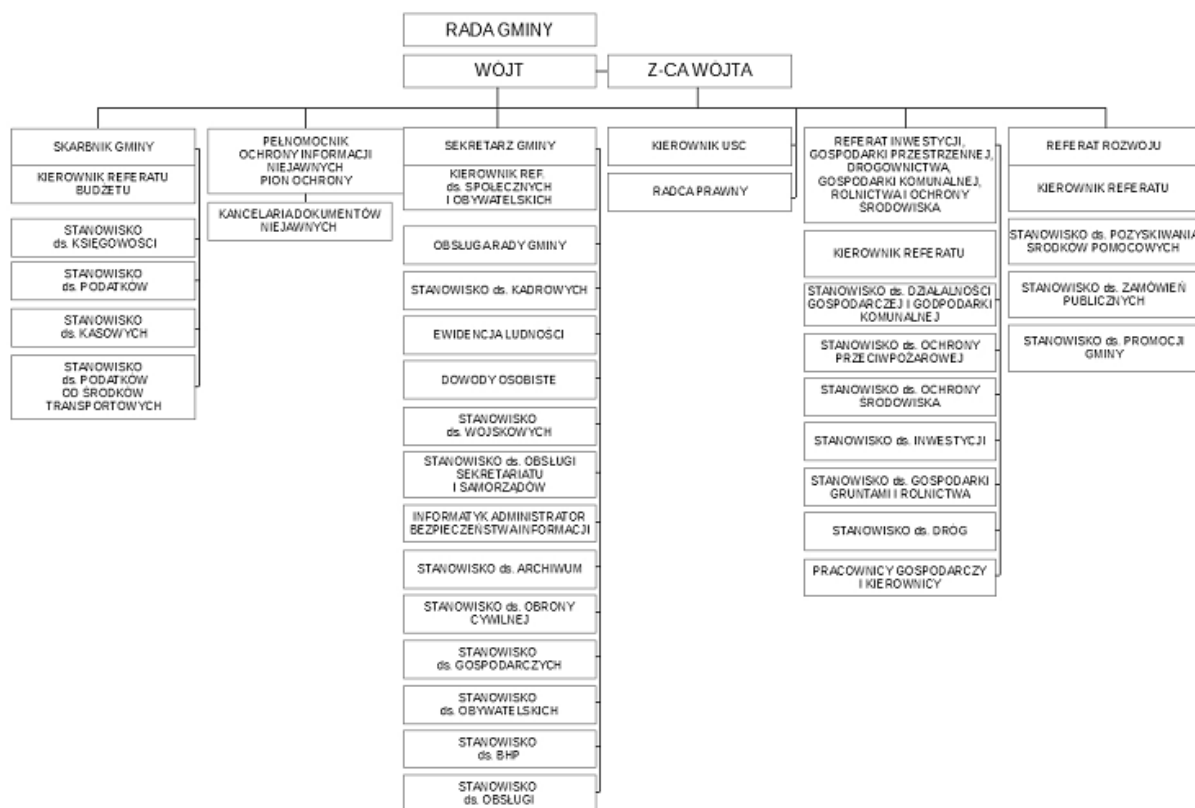 RADA GMINY
WÓJT
Z-CA WÓJTA
SKARBNIK GMINY
KIEROWNIK REFERATU
BUDŻETU
STANOWISKO
ds. KSIĘGOWOŚCI
STANOWISKO
ds. PODATKÓW
STANOWISKO
ds. KASOWYCH
STANOWISKO
ds. PODATKÓW
OD ŚRODKÓW
TRANSPORTOWYCH
PEŁNOMOCNIK
OCHRONY INFORMACJI
NIEJAWNYCH
PION OCHRONY
KANCELARIA DOKUMENTÓW
NIEJAWNYCH
SEKRETARZ GMINY
KIEROWNIK REF.
ds. SPOŁECZNYCH
I OBYWATELSKICH
OBSŁUGA RADY GMINY
STANOWISKO ds. KADROWYCH
EWIDENCJA LUDNOŚCI
DOWODY OSOBISTE
STANOWISKO
ds. WOJSKOWYCH
STANOWISKO ds. OBSŁUGI
SEKRETARIATU
I SAMORZĄDÓW
INFORMATYK ADMINISTRATOR
BEZPIECZEŃSTWA INFORMACJI
STANOWISKO ds. ARCHIWUM
STANOWISKO ds. OBRONY
CYWILNEJ
STANOWISKO
ds. GOSPODARCZYCH
STANOWISKO
ds. OBYWATELSKICH
STANOWISKO
ds. BHP
STANOWISKO
ds. OBSŁUGI
KIEROWNIK USC
RADCA PRAWNY
REFERAT INWESTYCJI,
GOSPODARKI PRZESTRZENNEJ,
DROGOWNICTWA,
GOSPODARKI KOMUNALNEJ,
ROLNICTWA I OCHRONY
ŚRODOWISKA
KIEROWNIK REFERATU
STANOWISKO ds. DZIAŁALNOŚCI
GOSPODARCZEJ I GODPODARKI
KOMUNALNEJ
STANOWISKO ds. OCHRONY
PRZECIWPOŻAROWEJ
STANOWISKO ds. OCHRONY
ŚRODOWISKA
STANOWISKO ds. INWESTYCJI
STANOWISKO ds. GOSPODARKI
GRUNTAMI I ROLNICTWA
STANOWISKO ds. DRÓG
PRACOWNICY GOSPODARCZY
I KIEROWNICY
REFERAT ROZWOJU
KIEROWNIK REFERATU
STANOWISKO ds. POZYSKIWANIA
ŚRODKÓW POMOCOWYCH
STANOWISKO ds. ZAMÓWIEŃ
PUBLICZNYCH
STANOWISKO ds. PROMOCJI
GMINY